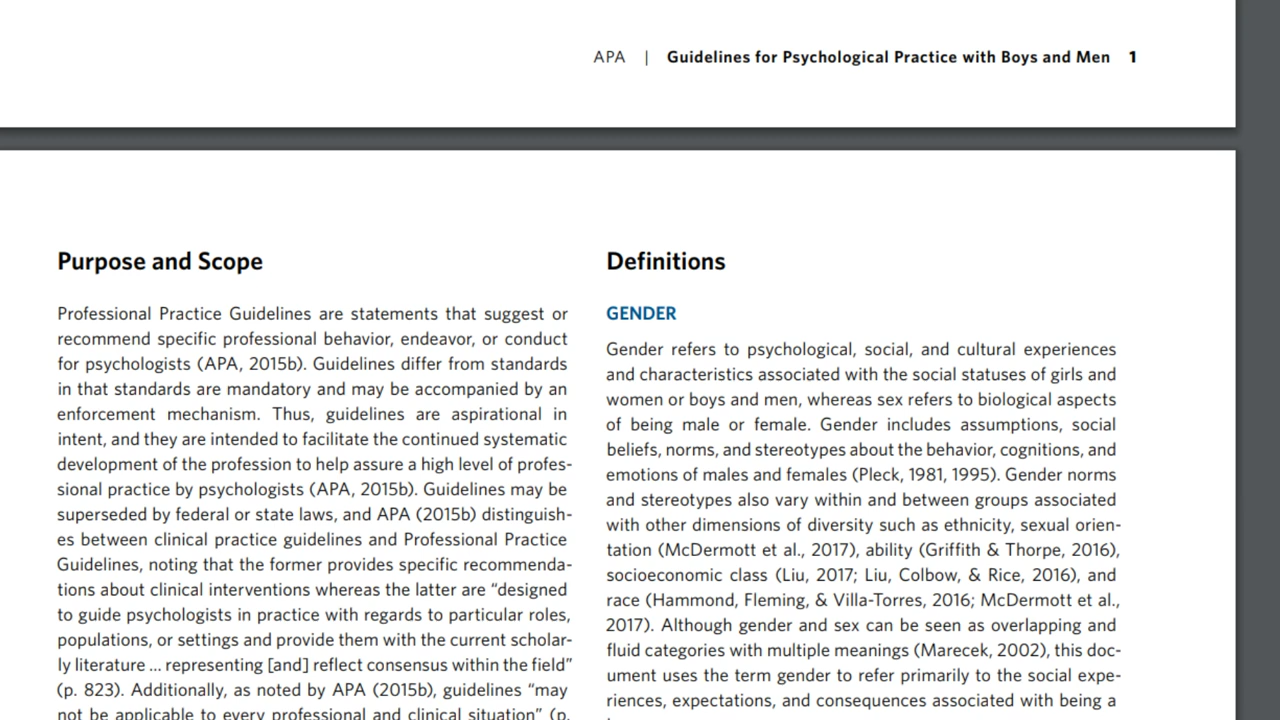 APA | Guidelines for Psychological Practice with Boys and Men 1
Purpose and Scope
Professional Practice Guidelines are statements that suggest or
recommend specific professional behavior, endeavor, or conduct
for psychologists (APA, 2015b). Guidelines differ from standards
in that standards are mandatory and may be accompanied by an
enforcement mechanism. Thus, guidelines are aspirational in
intent, and they are intended to facilitate the continued systematic
development of the profession to help assure a high level of profes-
sional practice by psychologists (APA, 2015b). Guidelines may be
superseded by federal or state laws, and APA (2015b) distinguish-
es between clinical practice guidelines and Professional Practice
Guidelines, noting that the former provides specific recommenda-
tions about clinical interventions whereas the latter are “designed
to guide psychologists in practice with regards to particular roles,
populations, or settings and provide them with the current scholar-
ly literature ... representing [and] reflect consensus within the field”
(p. 823). Additionally, as noted by APA (2015b), guidelines “may
not be applicable to every professional and clinical situation” (p.
Definitions
GENDER
Gender refers to psychological, social, and cultural experiences
and characteristics associated with the social statuses of girls and
women or boys and men, whereas sex refers to biological aspects
of being male or female. Gender includes assumptions, social
beliefs, norms, and stereotypes about the behavior, cognitions, and
emotions of males and females (Pleck, 1981, 1995). Gender norms
and stereotypes also vary within and between groups associated
with other dimensions of diversity such as ethnicity, sexual orien-
tation (McDermott et al., 2017), ability (Griffith & Thorpe, 2016),
socioeconomic class (Liu, 2017; Liu, Colbow, & Rice, 2016), and
race (Hammond, Fleming, & Villa-Torres, 2016; McDermott et al.,
2017). Although gender and sex can be seen as overlapping and
fluid categories with multiple meanings (Marecek, 2002), this doc-
ument uses the term gender to refer primarily to the social expe-
riences, expectations, and consequences associated with being a